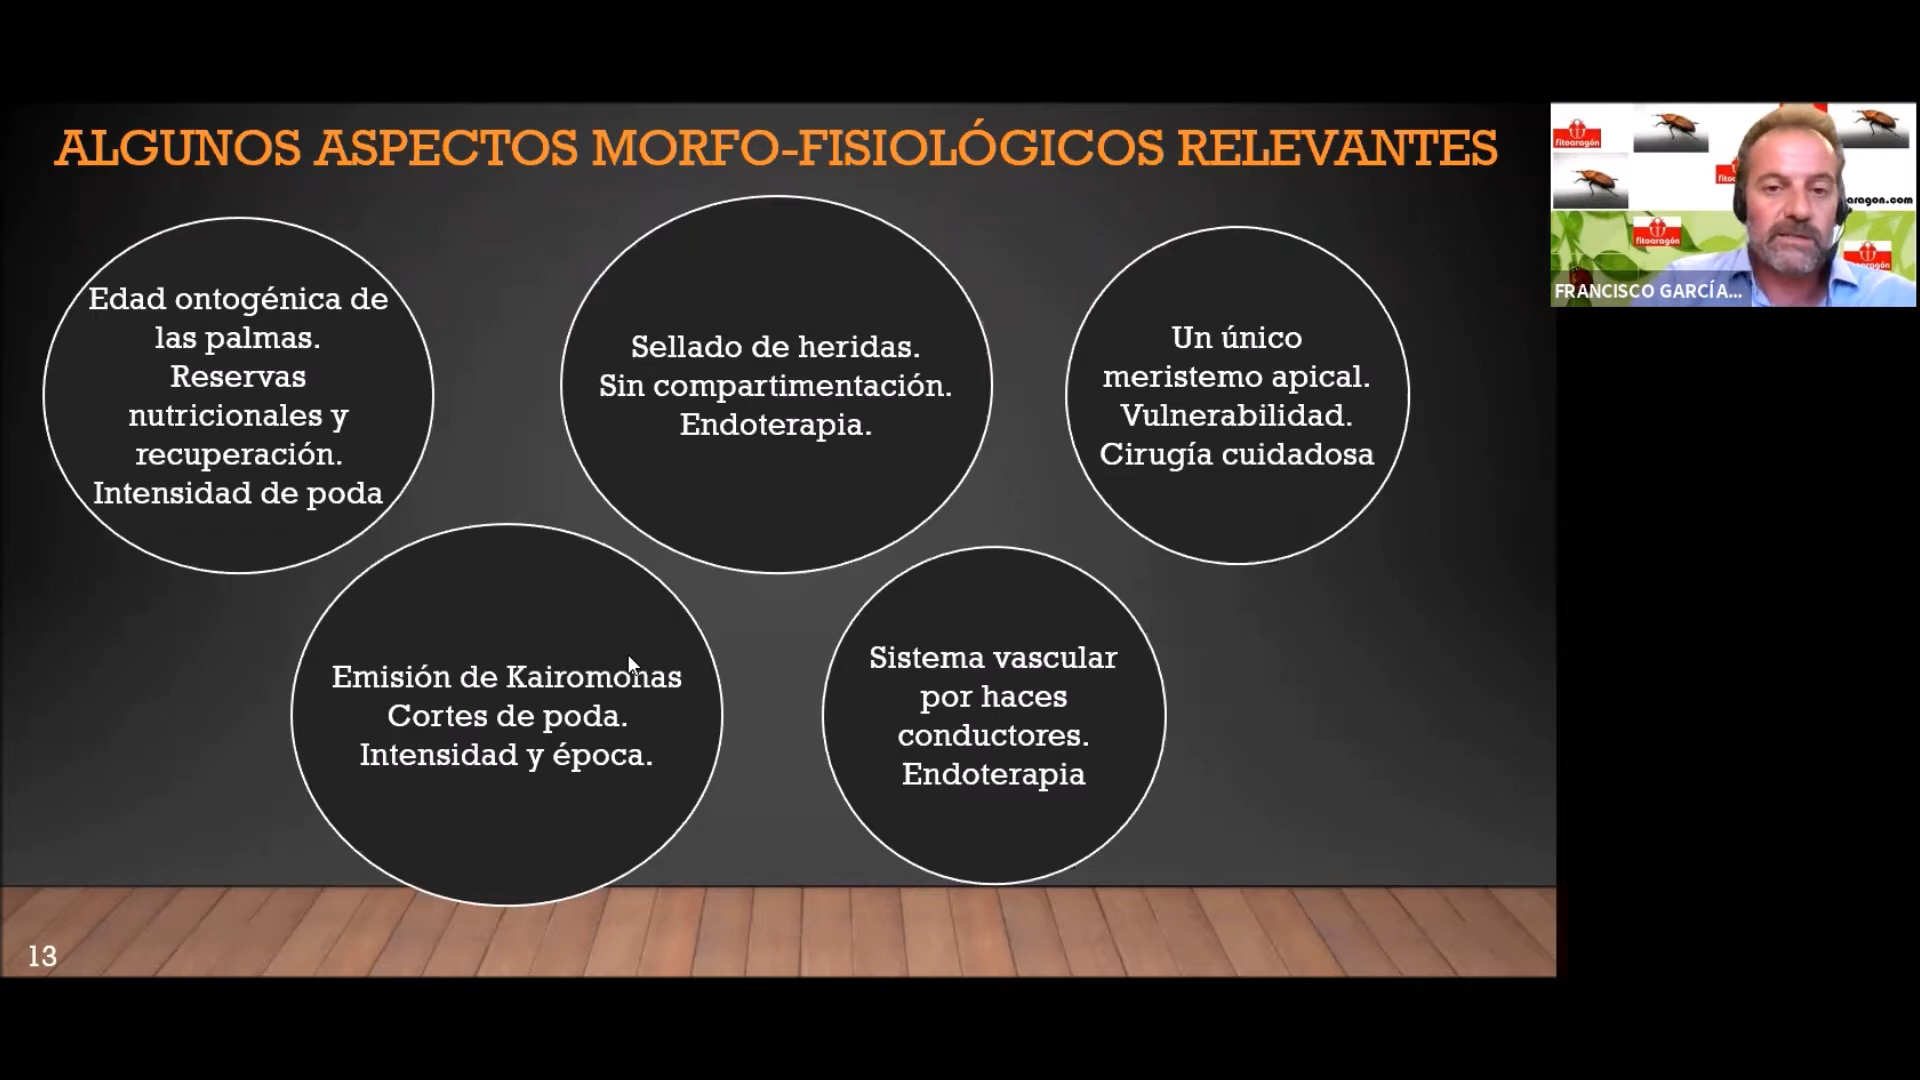 ALGUNOS ASPECTOS MORFO-FISIOLÓGICOS RELEVANTES
Edad ontogénica de
las palmas.
Reservas
nutricionales y
recuperación.
Intensidad de poda
Sellado de heridas.
Sin compartimentación.
Endoterapia.
Un único
meristemo apical.
Vulnerabilidad.
Cirugía cuidadosa
Emisión de Kairomonas
Cortes de poda.
Intensidad y época.
Sistema vascular
por haces
conductores.
Endoterapia
13
fitoaragón
aragon.com
fitoaragón
FRANCISCO GARCÍA...